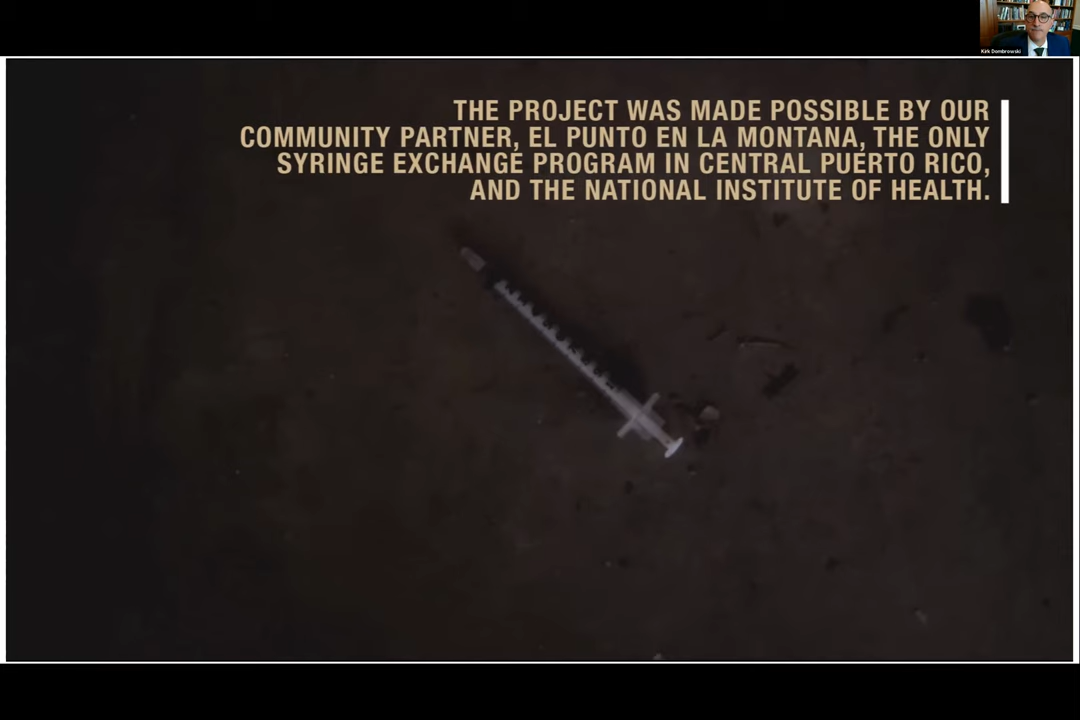 Kirk Dombrowski
THE PROJECT WAS MADE POSSIBLE BY OUR
COMMUNITY PARTNER, EL PUNTO EN LA MONTANA, THE ONLY
SYRINGE EXCHANGE PROGRAM IN CENTRAL PUERTO RICO,
AND THE NATIONAL INSTITUTE OF HEALTH.